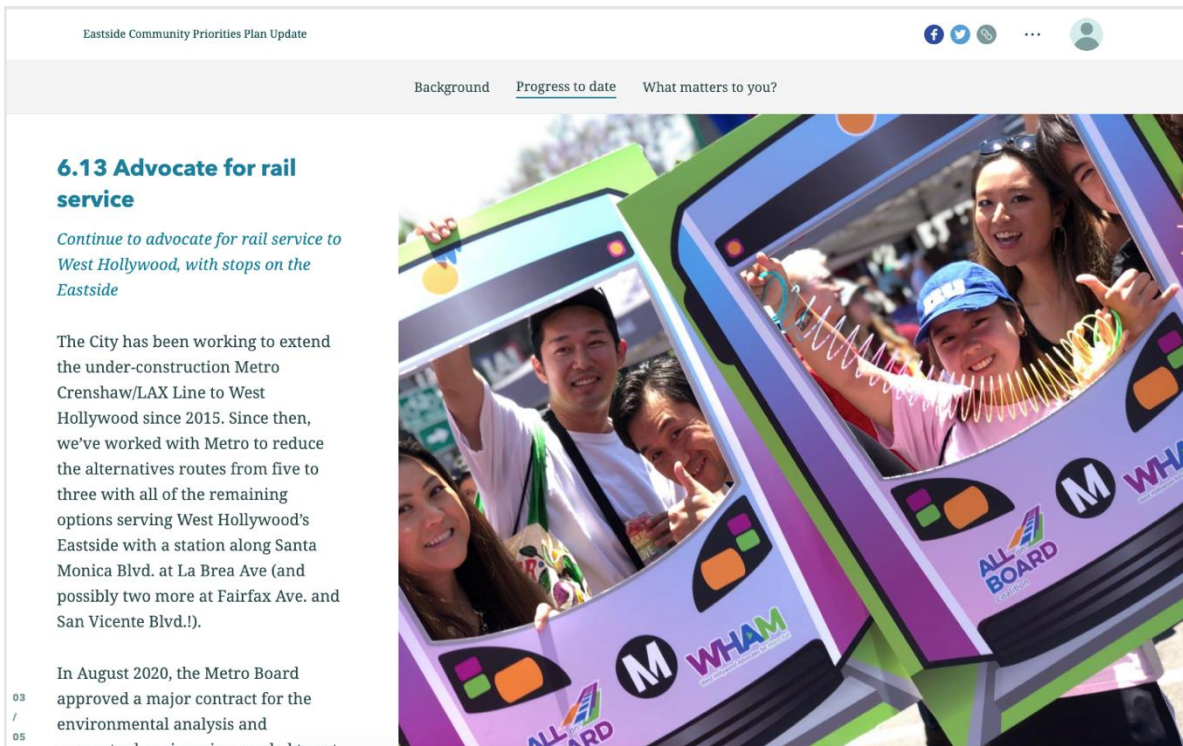 Eastside Community Priorities Plan Update
Background Progress to date What matters to you?
6.13 Advocate for rail
service
Continue to advocate for rail service to
West Hollywood, with stops on the
Eastside
The City has been working to extend
the under-construction Metro
Crenshaw/LAX Line to West
Hollywood since 2015. Since then,
we’ve worked with Metro to reduce
the alternatives routes from five to
three with all of the remaining
options serving West Hollywood’s
Eastside with a station along Santa
Monica Blvd. at La Brea Ave (and
possibly two more at Fairfax Ave. and
San Vicente Blvd.!).
In August 2020, the Metro Board
approved a major contract for the
environmental analysis and
03
/
05
M
WHAM
ALL
BOARD
M
WHA
ALL
ON
BOARD
Coalition